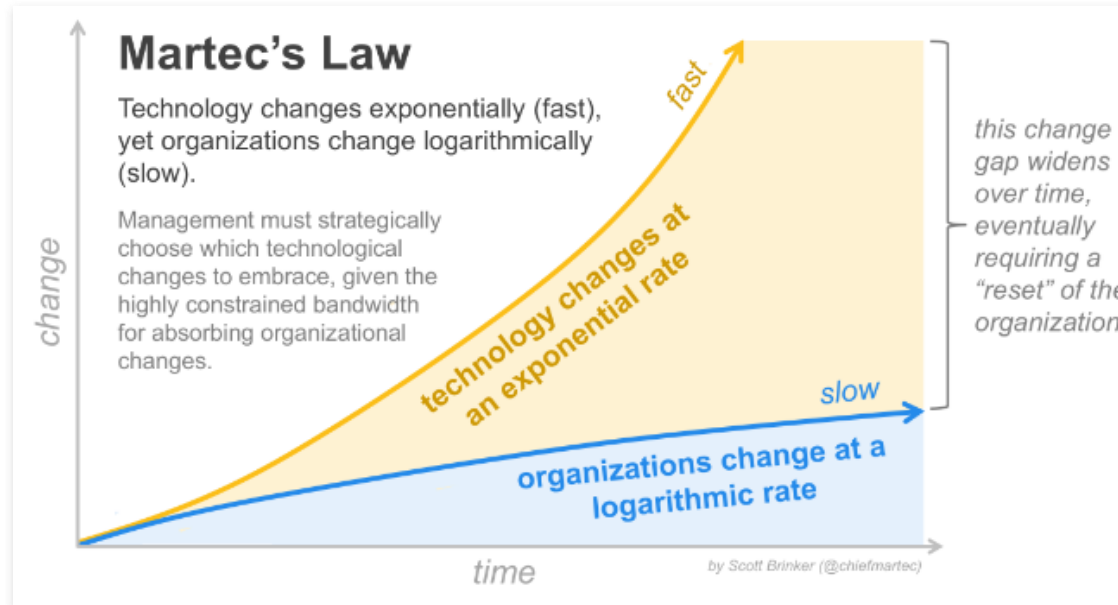 Martec's Law
Technology changes exponentially (fast),
yet organizations change logarithmically
(slow).
Management must strategically
choose which technological
changes to embrace, given the
highly constrained bandwidth
for absorbing organizational
changes.
change
fast
technology changes at
an exponential rate
slow
organizations change at a
logarithmic rate
this change
gap widens
over time,
eventually
requiring a
"reset" of the
organization
time
by Scott Brinker (@chiefmartec)